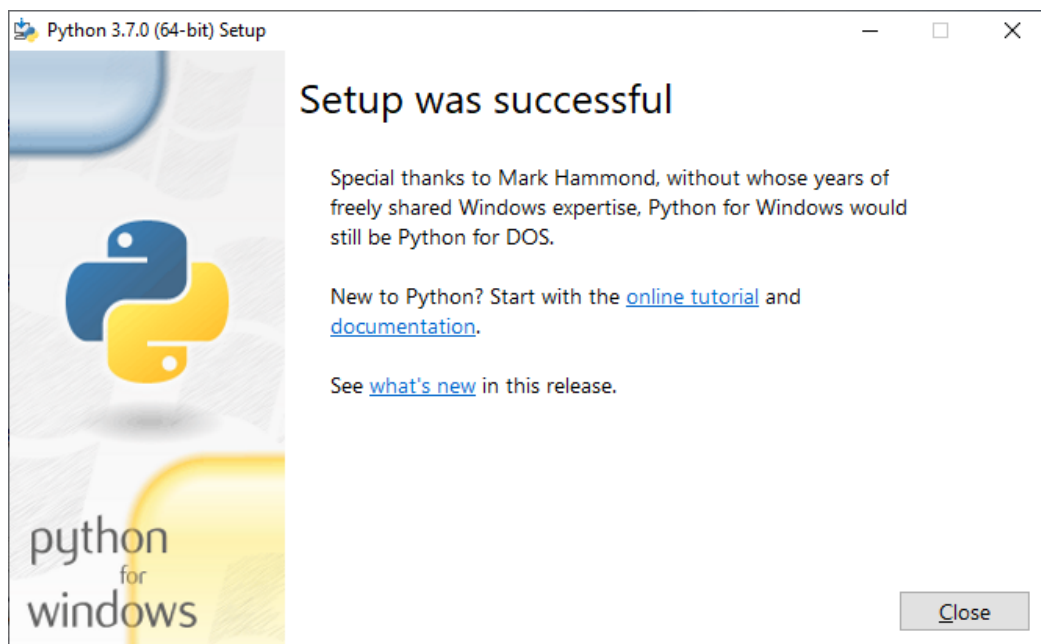 Python 3.7.0 (64-bit) Setup
Setup was successful
Special thanks to Mark Hammond, without whose years of
freely shared Windows expertise, Python for Windows would
still be Python for DOS.
New to Python? Start with the online tutorial and
documentation.
See what's new in this release.
python
for
windows
Close